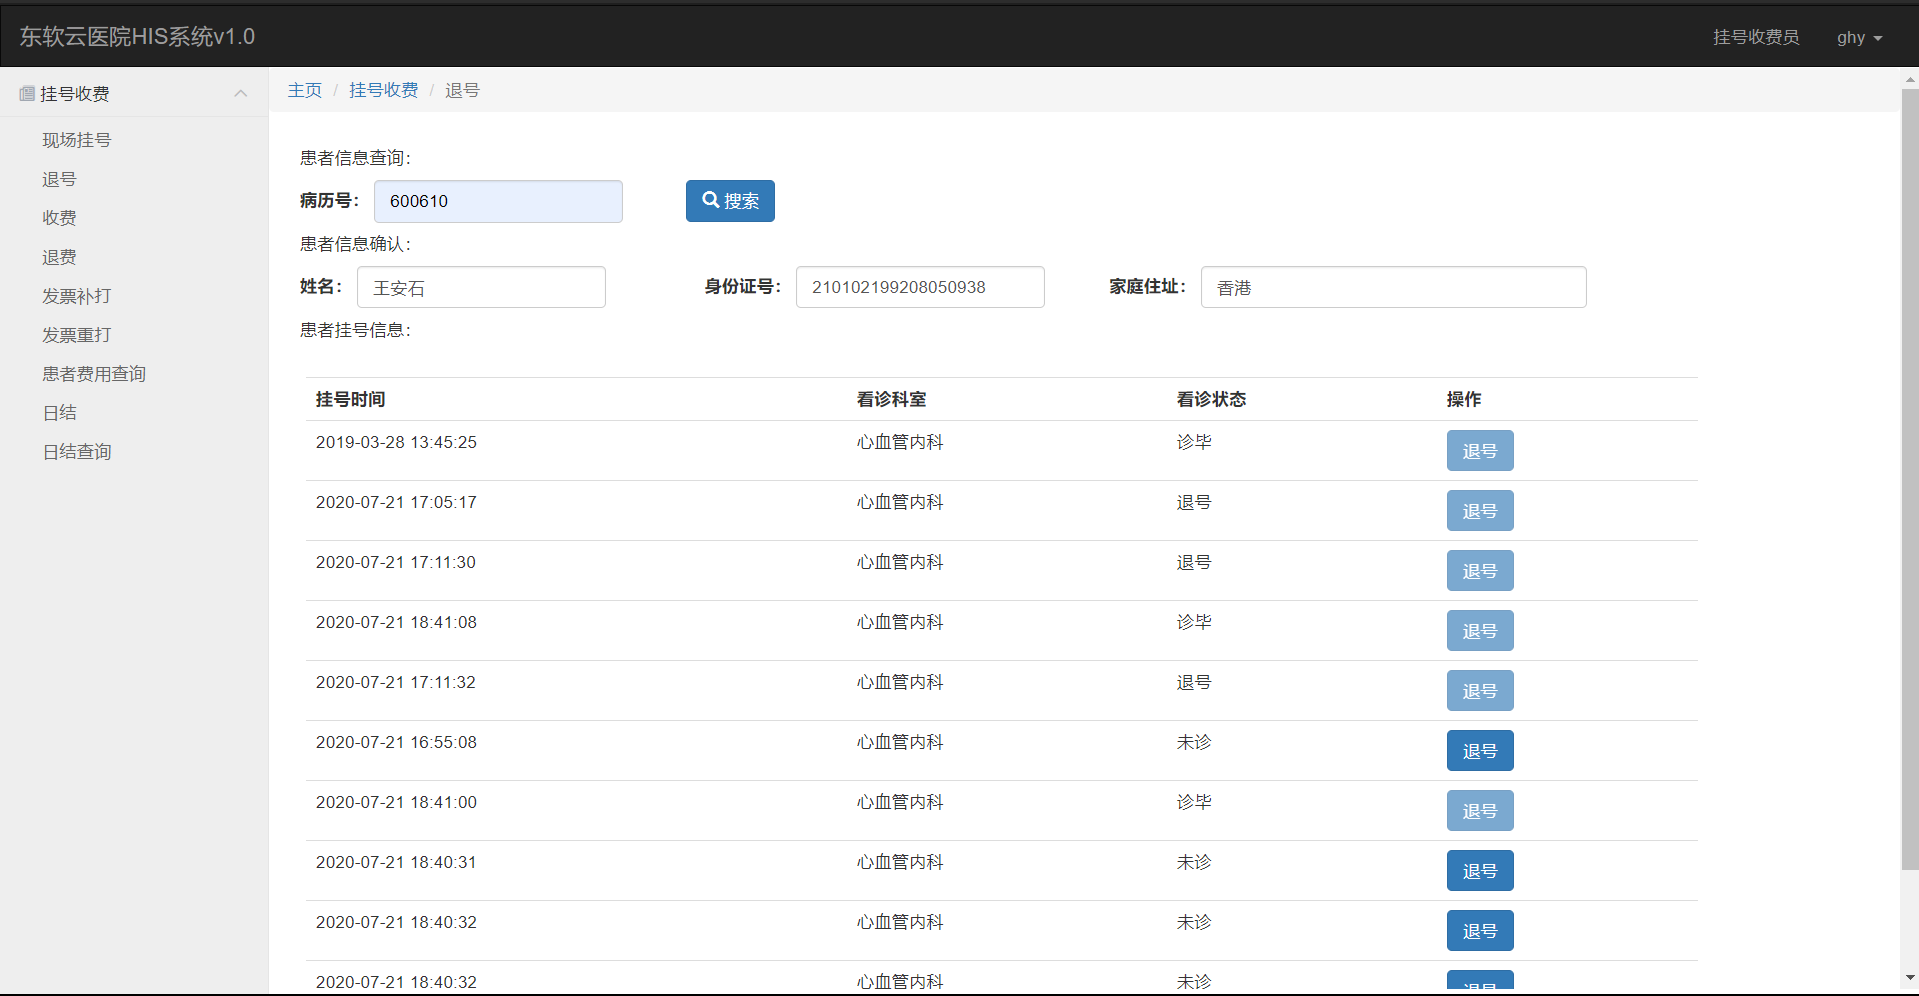 东软云医院HIS系统v1.0 挂号收费员 ghy
挂号收费
现场挂号
退号
收费
退费
发票补打
发票重打
患者费用查询
日结
日结查询
主页 / 挂号收费 / 退号
患者信息查询：
病历号： 600610 搜索
患者信息确认：
姓名： 王安石 身份证号： 210102199208050938 家庭住址： 香港
患者挂号信息：
挂号时间 看诊科室 看诊状态 操作
2019-03-28 13:45:25 心血管内科 诊毕 退号
2020-07-21 17:05:17 心血管内科 退号 退号
2020-07-21 17:11:30 心血管内科 退号 退号
2020-07-21 18:41:08 心血管内科 诊毕 退号
2020-07-21 17:11:32 心血管内科 退号 退号
2020-07-21 16:55:08 心血管内科 未诊 退号
2020-07-21 18:41:00 心血管内科 诊毕 退号
2020-07-21 18:40:31 心血管内科 未诊 退号
2020-07-21 18:40:32 心血管内科 未诊 退号
2020-07-21 18:40:32 心血管内科 未诊 退号